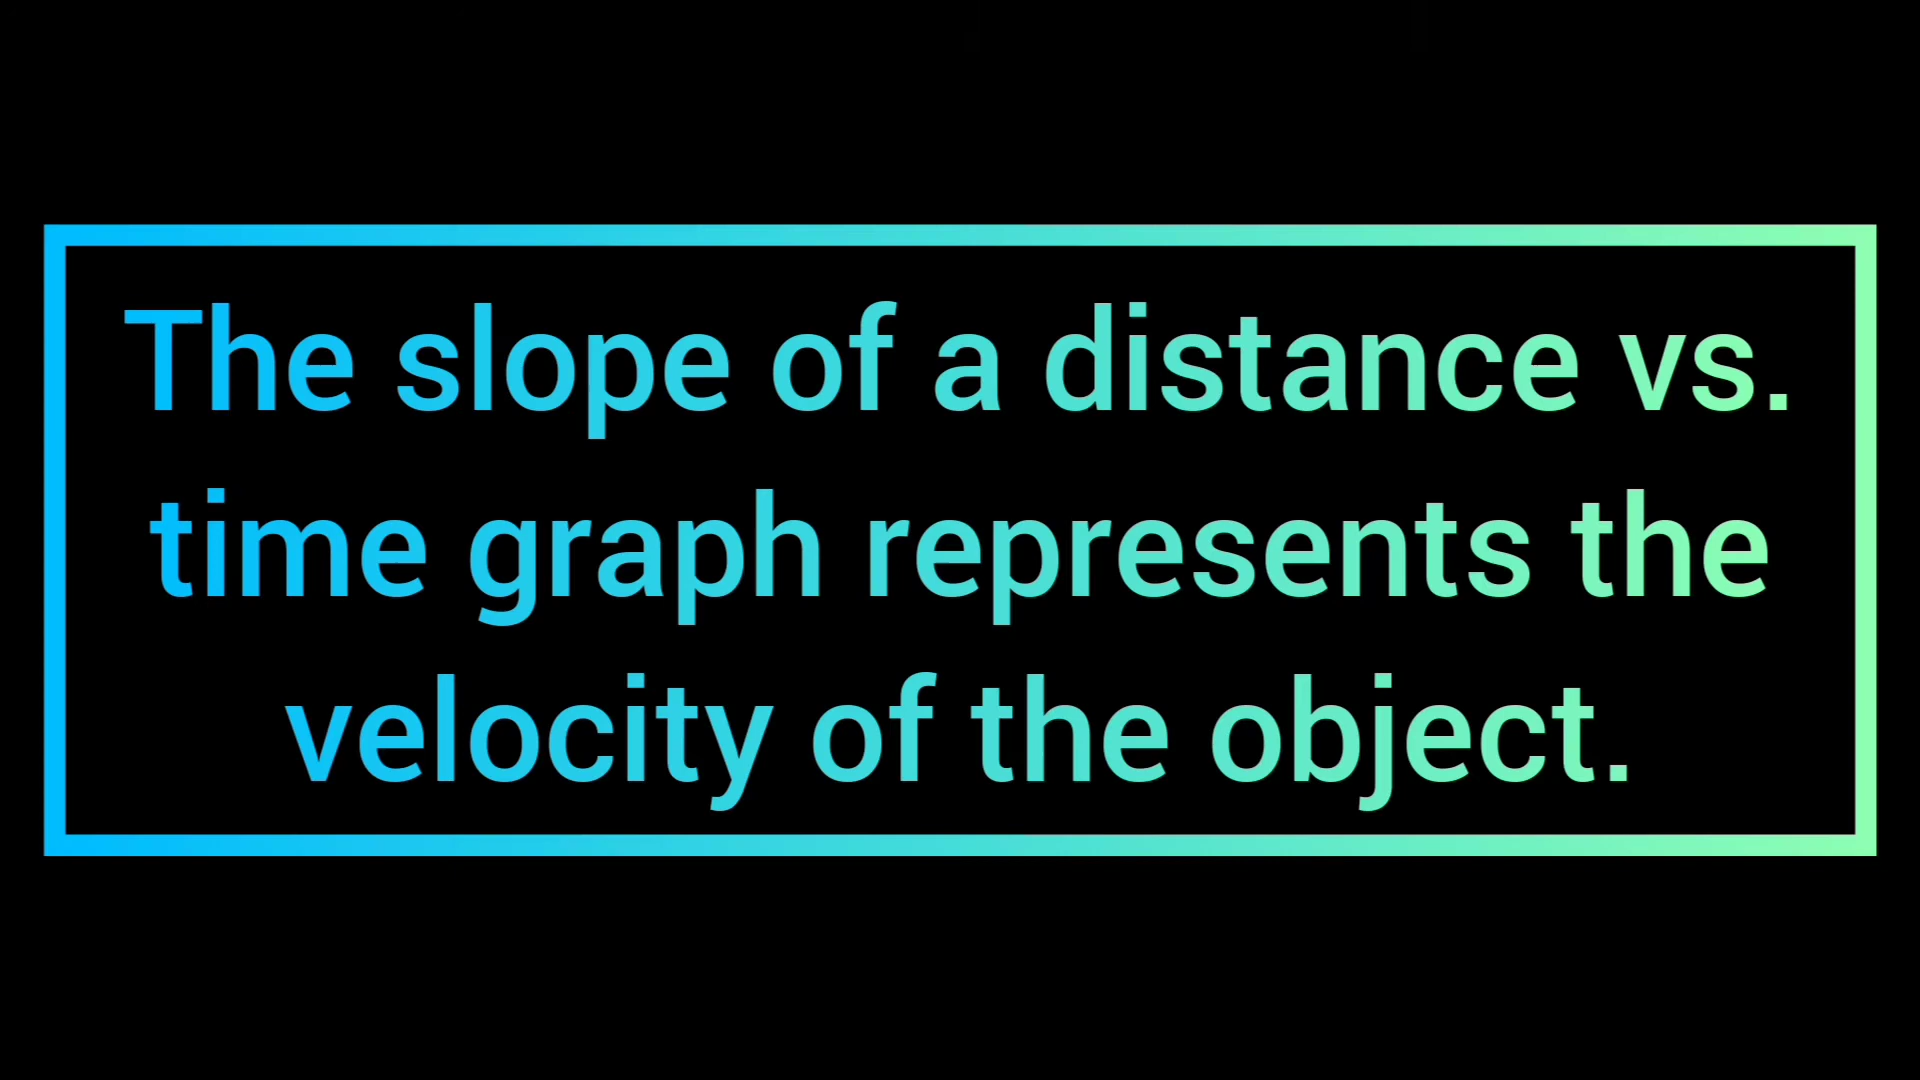 The slope of a distance vs.
time graph represents the
velocity of the object.